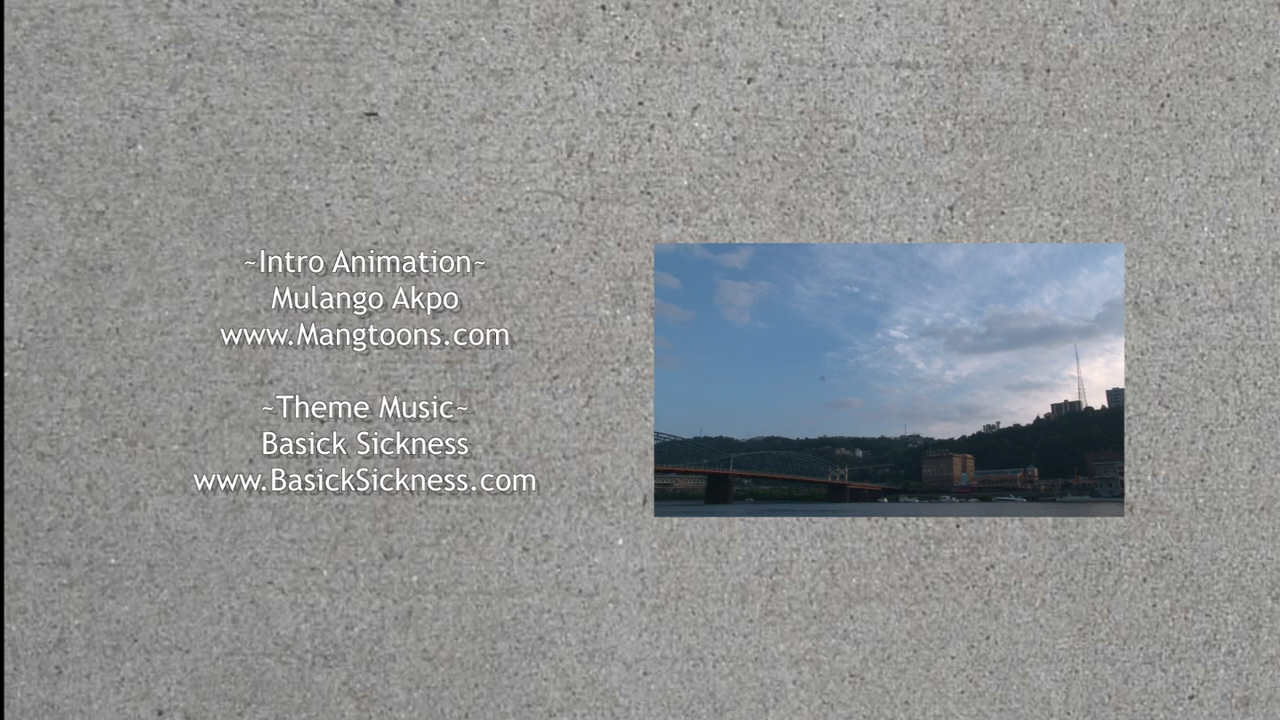 ~Intro Animation~
Mulango Akpo
www.Mangtoons.com
~Theme Music~
Basick Sickness
www.BasickSickness.com